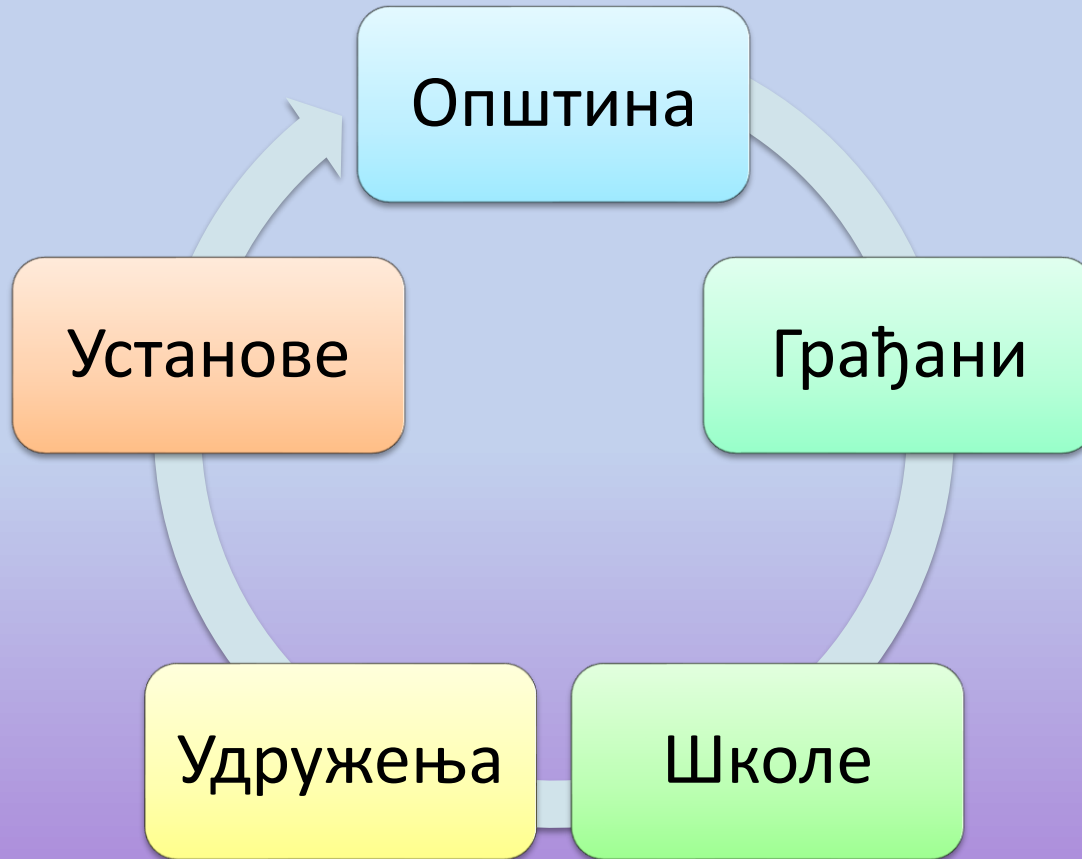 Општина
Грађани
Школе
Удружења
Установе